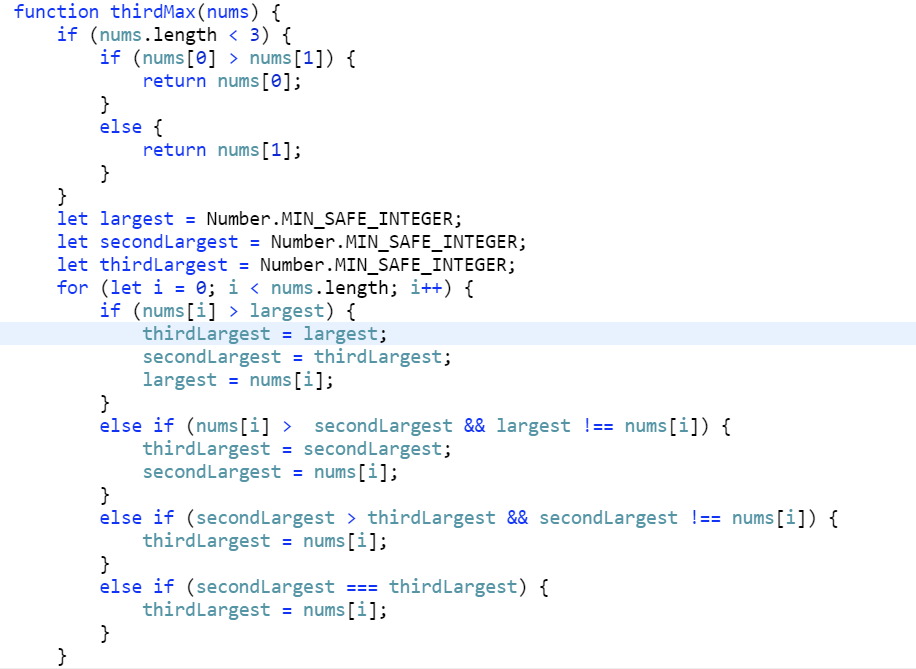 function thirdMax(nums) {
    if (nums.length < 3) {
        if (nums[0] > nums[1]) {
            return nums[0];
        }
        else {
            return nums[1];
        }
    }
    let largest = Number.MIN_SAFE_INTEGER;
    let secondLargest = Number.MIN_SAFE_INTEGER;
    let thirdLargest = Number.MIN_SAFE_INTEGER;
    for (let i = 0; i < nums.length; i++) {
        if (nums[i] > largest) {
            thirdLargest = largest;
            secondLargest = thirdLargest;
            largest = nums[i];
        }
        else if (nums[i] >  secondLargest && largest !== nums[i]) {
            thirdLargest = secondLargest;
            secondLargest = nums[i];
        }
        else if (secondLargest > thirdLargest && secondLargest !== nums[i]) {
            thirdLargest = nums[i];
        }
        else if (secondLargest === thirdLargest) {
            thirdLargest = nums[i];
        }
    }